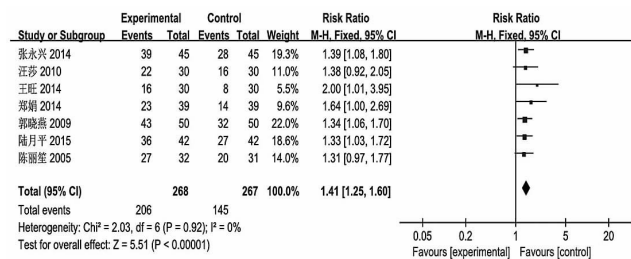 Experimental Control Risk Ratio Risk Ratio
Study or Subgroup Events Total Events Total Weight M-H, Fixed, 95% CI M-H, Fixed, 95% CI
张永兴 2014 39 45 28 45 19.3% 1.39 [1.08, 1.80]
汪莎 2010 22 30 16 30 11.0% 1.38 [0.92, 2.05]
王旺 2014 16 30 8 30 5.5% 2.00 [1.01, 3.95]
郑娟 2014 23 39 14 39 9.6% 1.64 [1.00, 2.69]
郭晓燕 2009 43 50 32 50 22.0% 1.34 [1.06, 1.70]
陆月平 2015 36 42 27 42 18.6% 1.33 [1.03, 1.72]
陈丽笙 2005 27 32 20 31 14.0% 1.31 [0.97, 1.77]
Total (95% CI) 268 267 100.0% 1.41 [1.25, 1.60]
Total events 206 145
Heterogeneity: Chi² = 2.03, df = 6 (P = 0.92); I² = 0%
Test for overall effect: Z = 5.51 (P < 0.00001)
0.05 0.2 1 5 20
Favours [experimental] Favours [control]